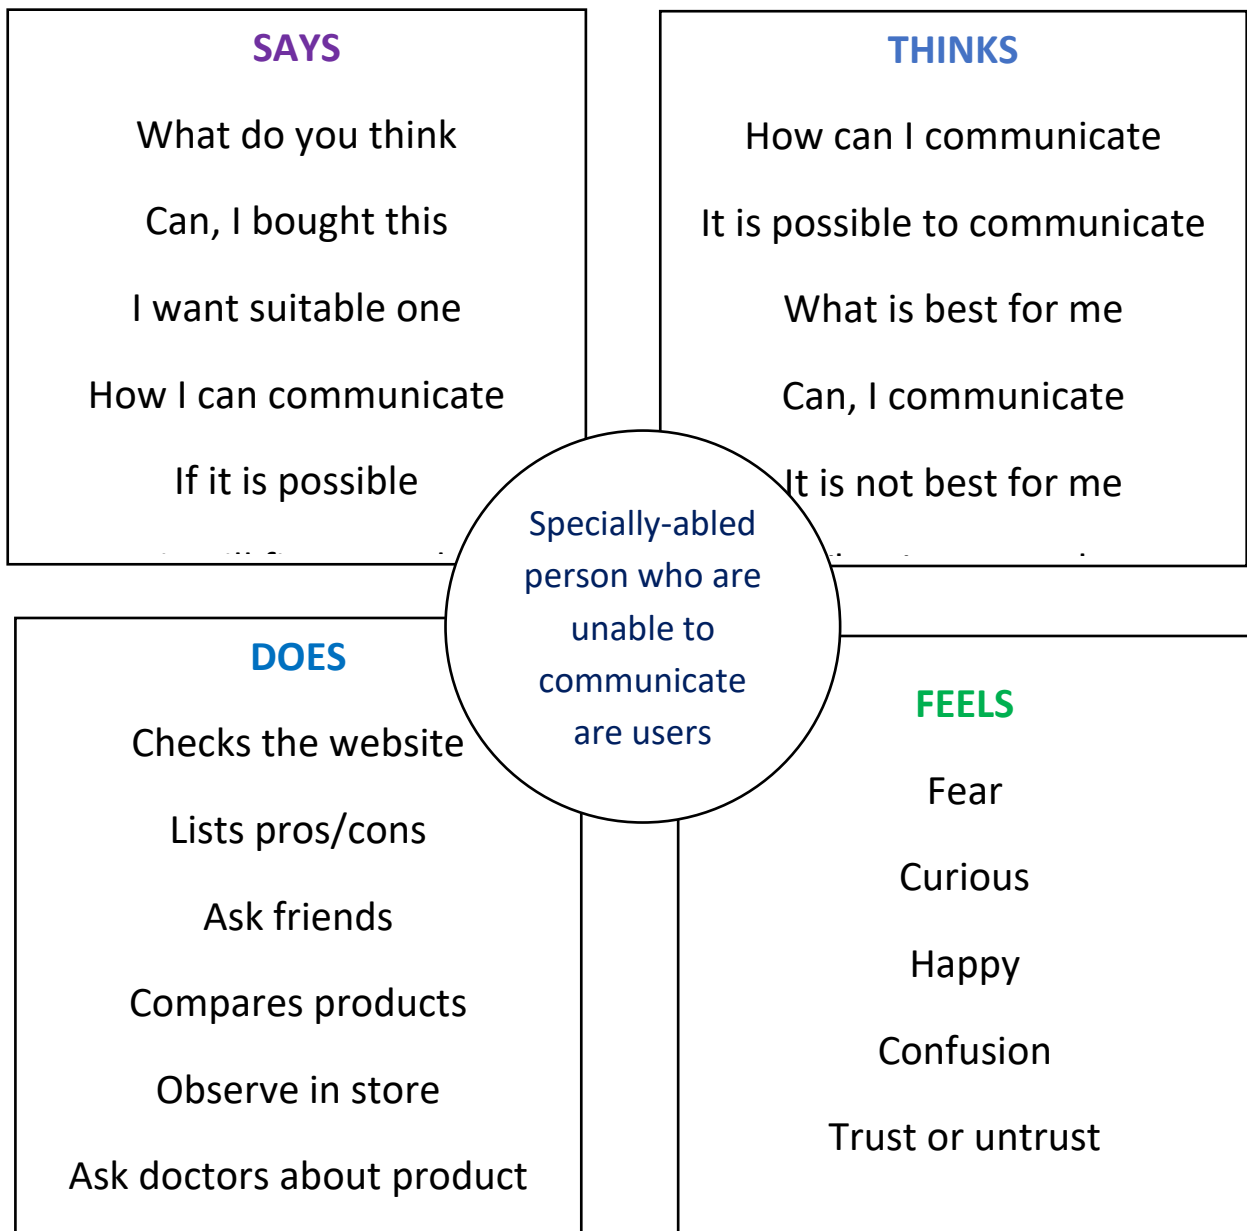 SAYS
What do you think
Can, I bought this
I want suitable one
How I can communicate
If it is possible
THINKS
How can I communicate
It is possible to communicate
What is best for me
Can, I communicate
It is not best for me
Specially-abled
person who are
unable to
communicate
are users
DOES
Checks the website
Lists pros/cons
Ask friends
Compares products
Observe in store
Ask doctors about product
FEELS
Fear
Curious
Happy
Confusion
Trust or untrust